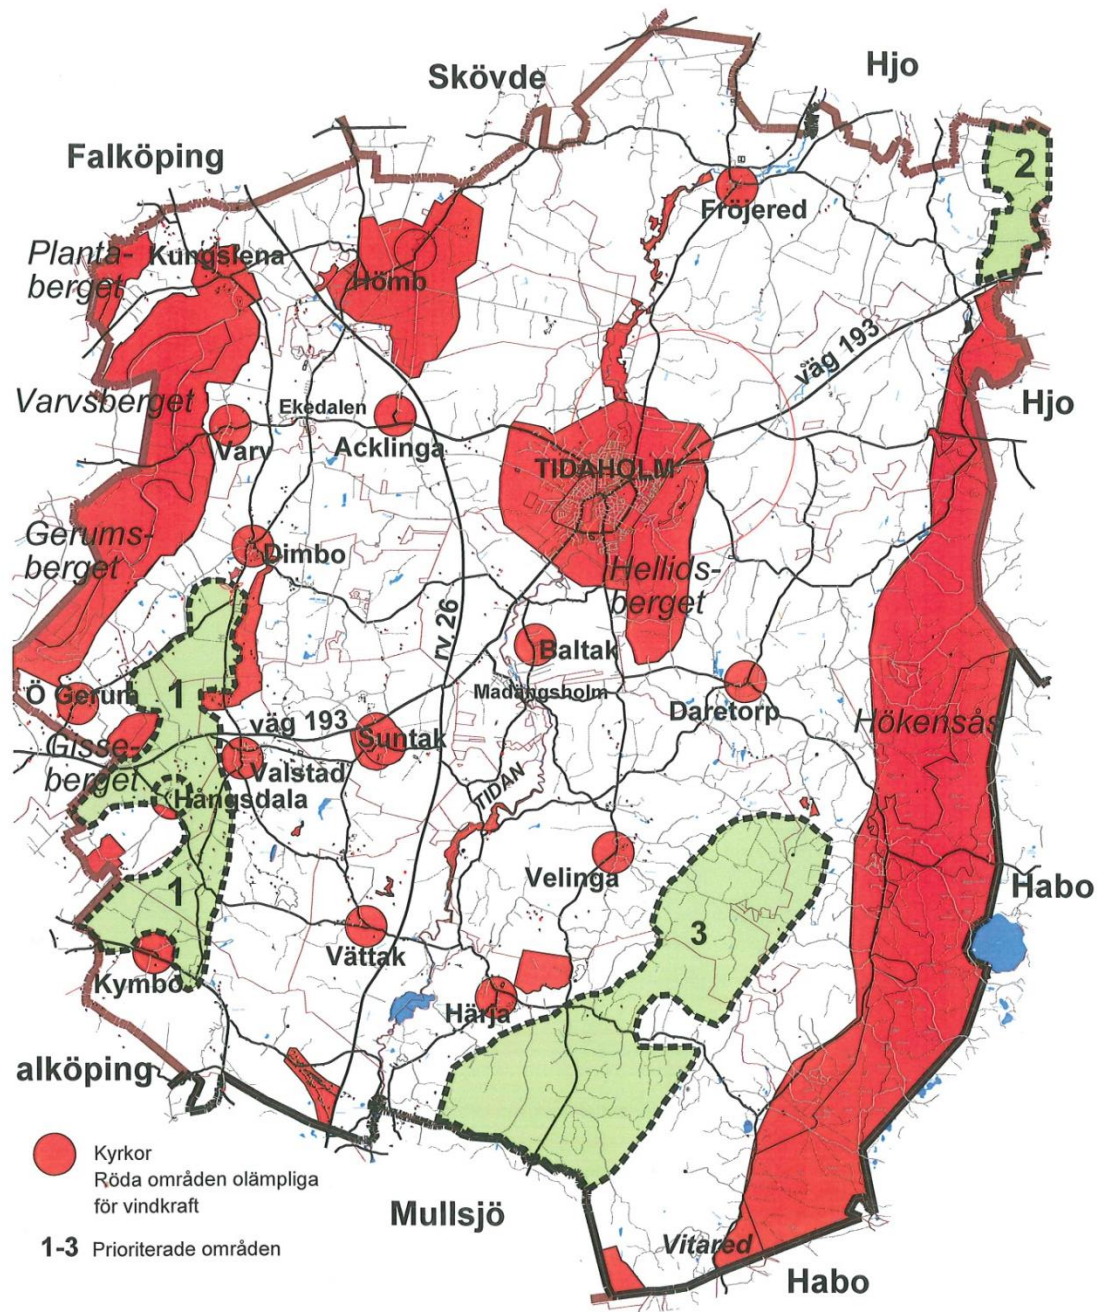 Skövde
Hjo
Falköping
2
Fröjered
Planta-
berget
Kungslena
Hömb
väg 193
Varvsberget
Ekedalen
Hjo
Varv
Acklinga
TIDAHOLM
Gerums-
berget
Dimbo
Hellids-
berget
rv 26
Baltak
Ö Gerum
1
Madängsholm
Daretorp
väg 193
Suntak
Hökensås
Gisse-
berget
Valstad
Hångsdala
TIDAN
Velinga
1
Habo
3
Vättak
Kymbo
Härja
alköping
Kyrkor
Röda områden olämpliga
för vindkraft
Mullsjö
1-3 Prioriterade områden
Vitared
Habo